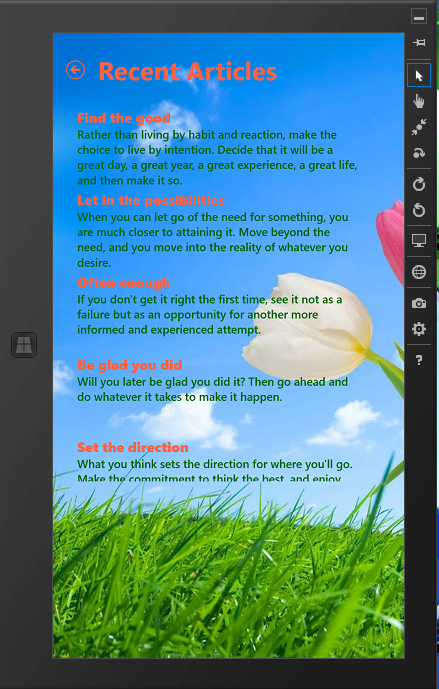 Recent Articles
Find the good
Rather than living by habit and reaction, make the
choice to live by intention. Decide that it will be a
great day, a great year, a great experience, a great life,
and then make it so.
Let in the possibilities
When you can let go of the need for something, you
are much closer to attaining it. Move beyond the
need, and you move into the reality of whatever you
desire.
Often enough
If you don't get it right the first time, see it not as a
failure but as an opportunity for another more
informed and experienced attempt.
Be glad you did
Will you later be glad you did it? Then go ahead and
do whatever it takes to make it happen.
Set the direction
What you think sets the direction for where you'll go.
Make the commitment to think the best, and enjoy